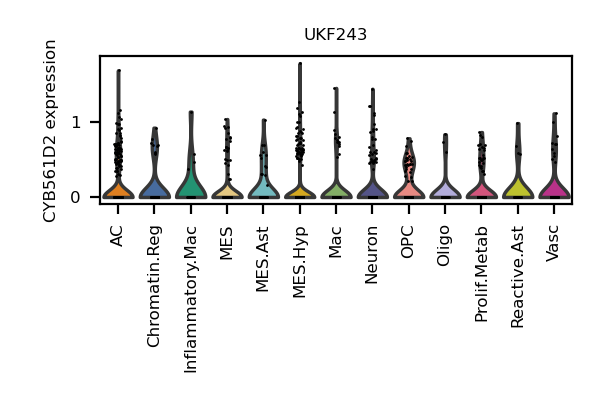 UKF243
CYB561D2 expression
1
0
AC
Chromatin.Reg
Inflammatory.Mac
MES
MES.Ast
MES.Hyp
Mac
Neuron
OPC
Oligo
Prolif.Metab
Reactive.Ast
Vasc